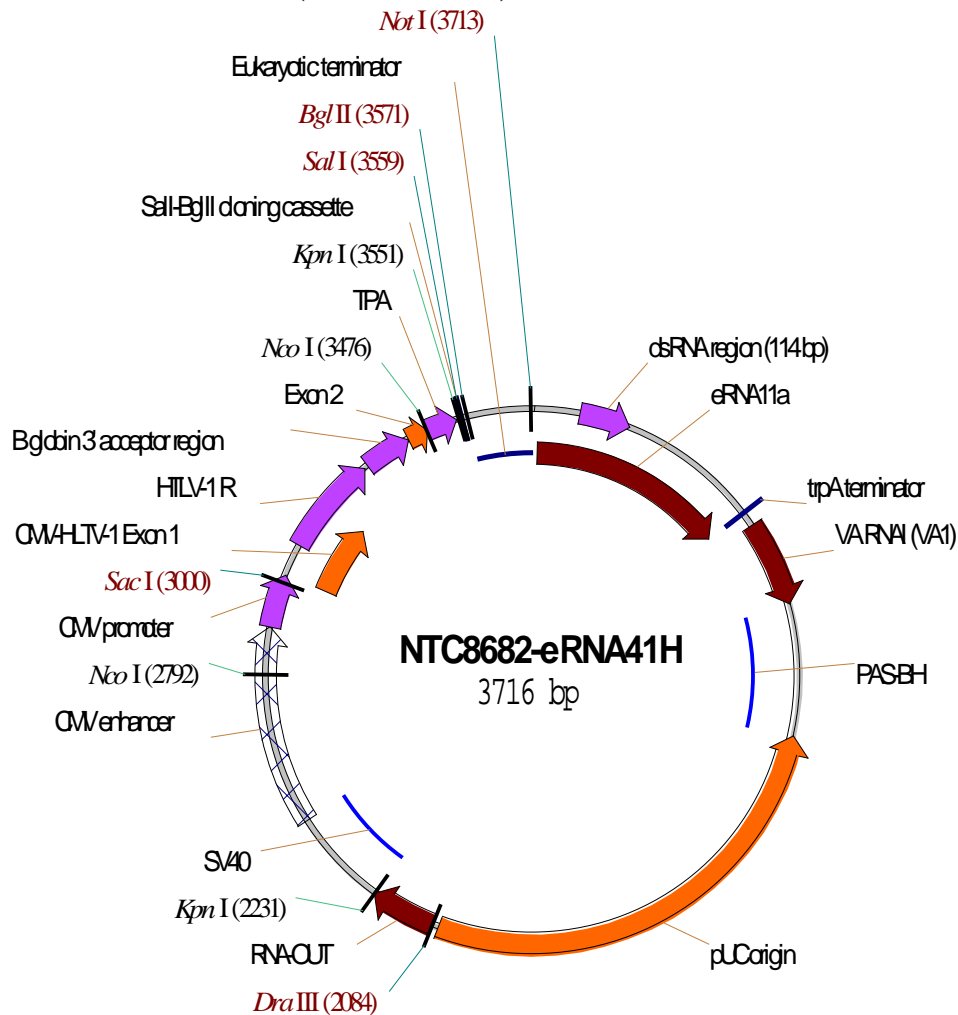 Not I (3713)
Eukaryotic terminator
Bgl II (3571)
Sal I (3559)
SalI-BglII cloning cassette
Kpn I (3551)
TPA
Nco I (3476)
Exon 2
B globin 3' acceptor region
HTLV-1 R
CMV-HLTV-1 Exon 1
Sac I (3000)
CMV promoter
Nco I (2792)
CMV enhancer
SV40
Kpn I (2231)
RNA-OUT
Dra III (2084)
dsRNA region (114 bp)
eRNA11a
trpA terminator
VA RNAI (VA1)
PAS-BH
pUC origin
NTC8682-eRNA41H
3716 bp